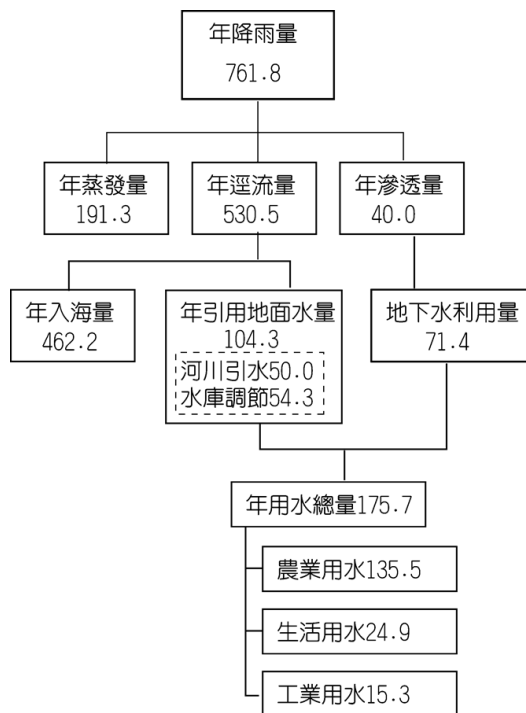 年降雨量
761.8
年蒸發量
191.3
年逕流量
530.5
年滲透量
40.0
年入海量
462.2
年引用地面水量
104.3
河川引水50.0
水庫調節54.3
地下水利用量
71.4
年用水總量175.7
農業用水135.5
生活用水24.9
工業用水15.3